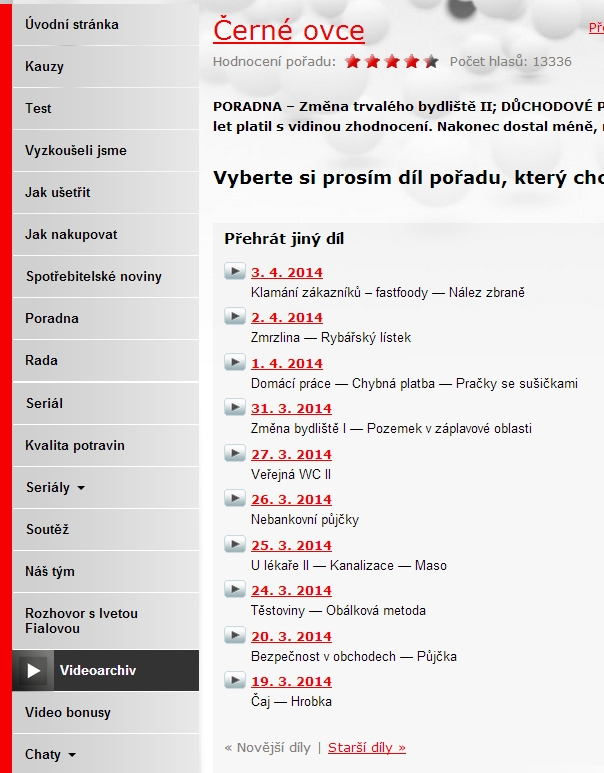 Úvodní stránka
Kauzy
Test
Vyzkoušeli jsme
Jak ušetřit
Jak nakupovat
Spotřebitelské noviny
Poradna
Rada
Seriál
Kvalita potravin
Seriály
Soutěž
Náš tým
Rozhovor s Ivetou
Fialovou
Videoarchiv
Video bonusy
Chaty
Černé ovce
Hodnocení pořadu: Počet hlasů: 13336
PORADNA – Změna trvalého bydliště II; DŮCHODOVÉ
let platil s vidinou zhodnocení. Nakonec dostal méně,
Vyberte si prosím díl pořadu, který
Přehrát jiný díl
3. 4. 2014
Klamání zákazníků – fastfoody — Nález zbraně
2. 4. 2014
Zmrzlina — Rybářský lístek
1. 4. 2014
Domácí práce — Chybná platba — Pračky se sušičkami
31. 3. 2014
Změna bydliště I — Pozemek v záplavové oblasti
27. 3. 2014
Veřejná WC II
26. 3. 2014
Nebankovní půjčky
25. 3. 2014
U lékaře II — Kanalizace — Maso
24. 3. 2014
Těstoviny — Obálková metoda
20. 3. 2014
Bezpečnost v obchodech — Půjčka
19. 3. 2014
Čaj — Hrobka
« Novější díly | Starší díly »